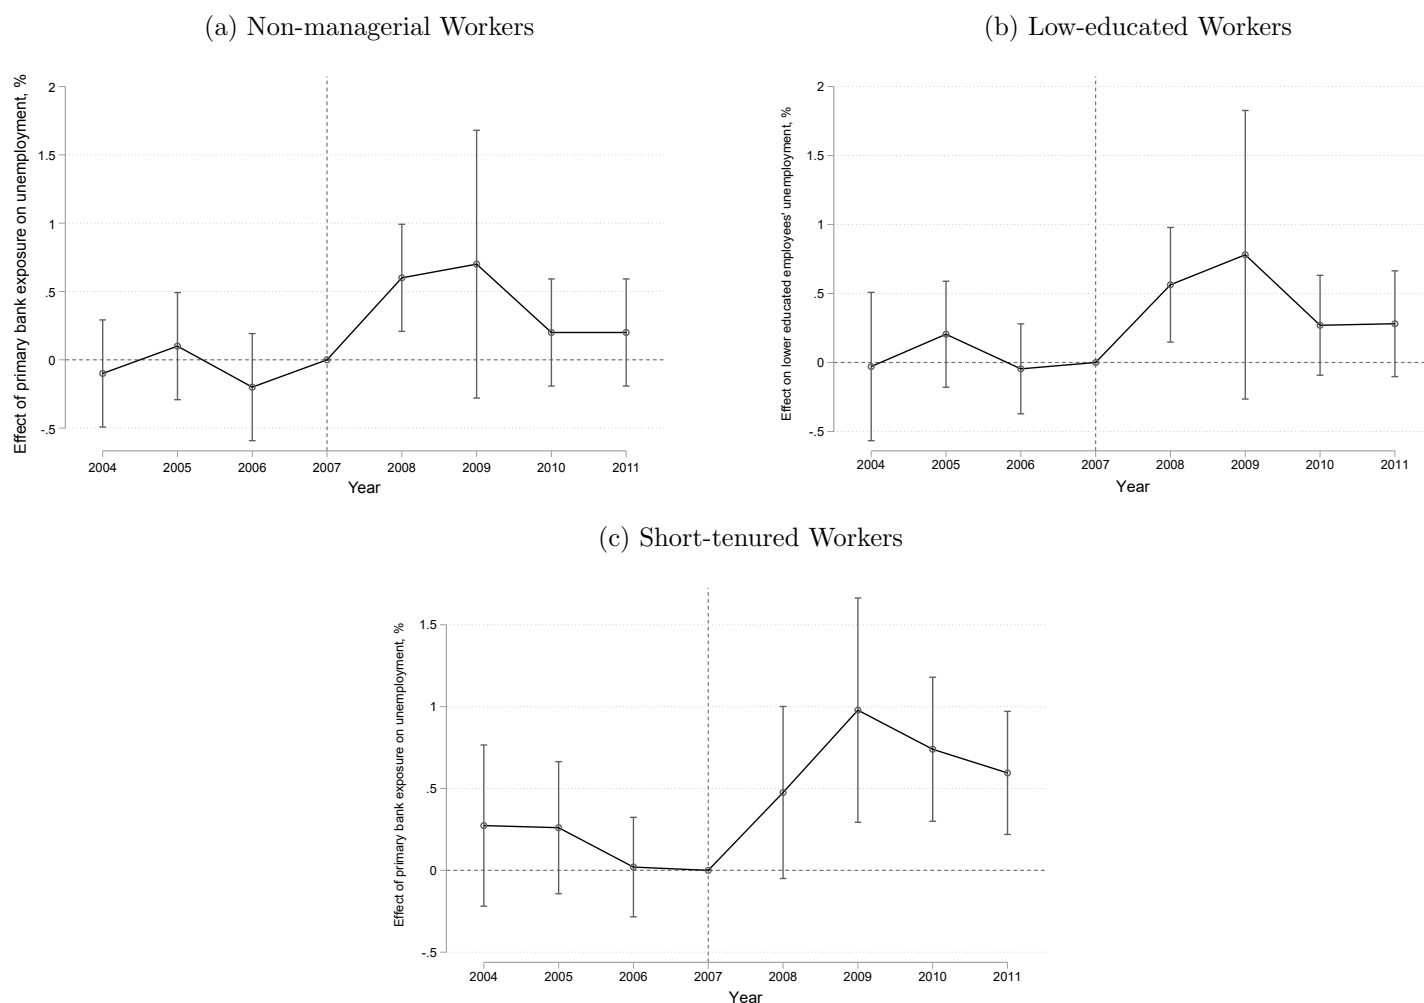 (a) Non-managerial Workers
Effect of primary bank exposure on unemployment, %
2
1.5
1
.5
0
-.5
2004 2005 2006 2007 2008 2009 2010 2011
Year
(b) Low-educated Workers
Effect on lower educated employees' unemployment, %
2
1.5
1
.5
0
-.5
2004 2005 2006 2007 2008 2009 2010 2011
Year
(c) Short-tenured Workers
Effect of primary bank exposure on unemployment, %
1.5
1
.5
0
-.5
2004 2005 2006 2007 2008 2009 2010 2011
Year